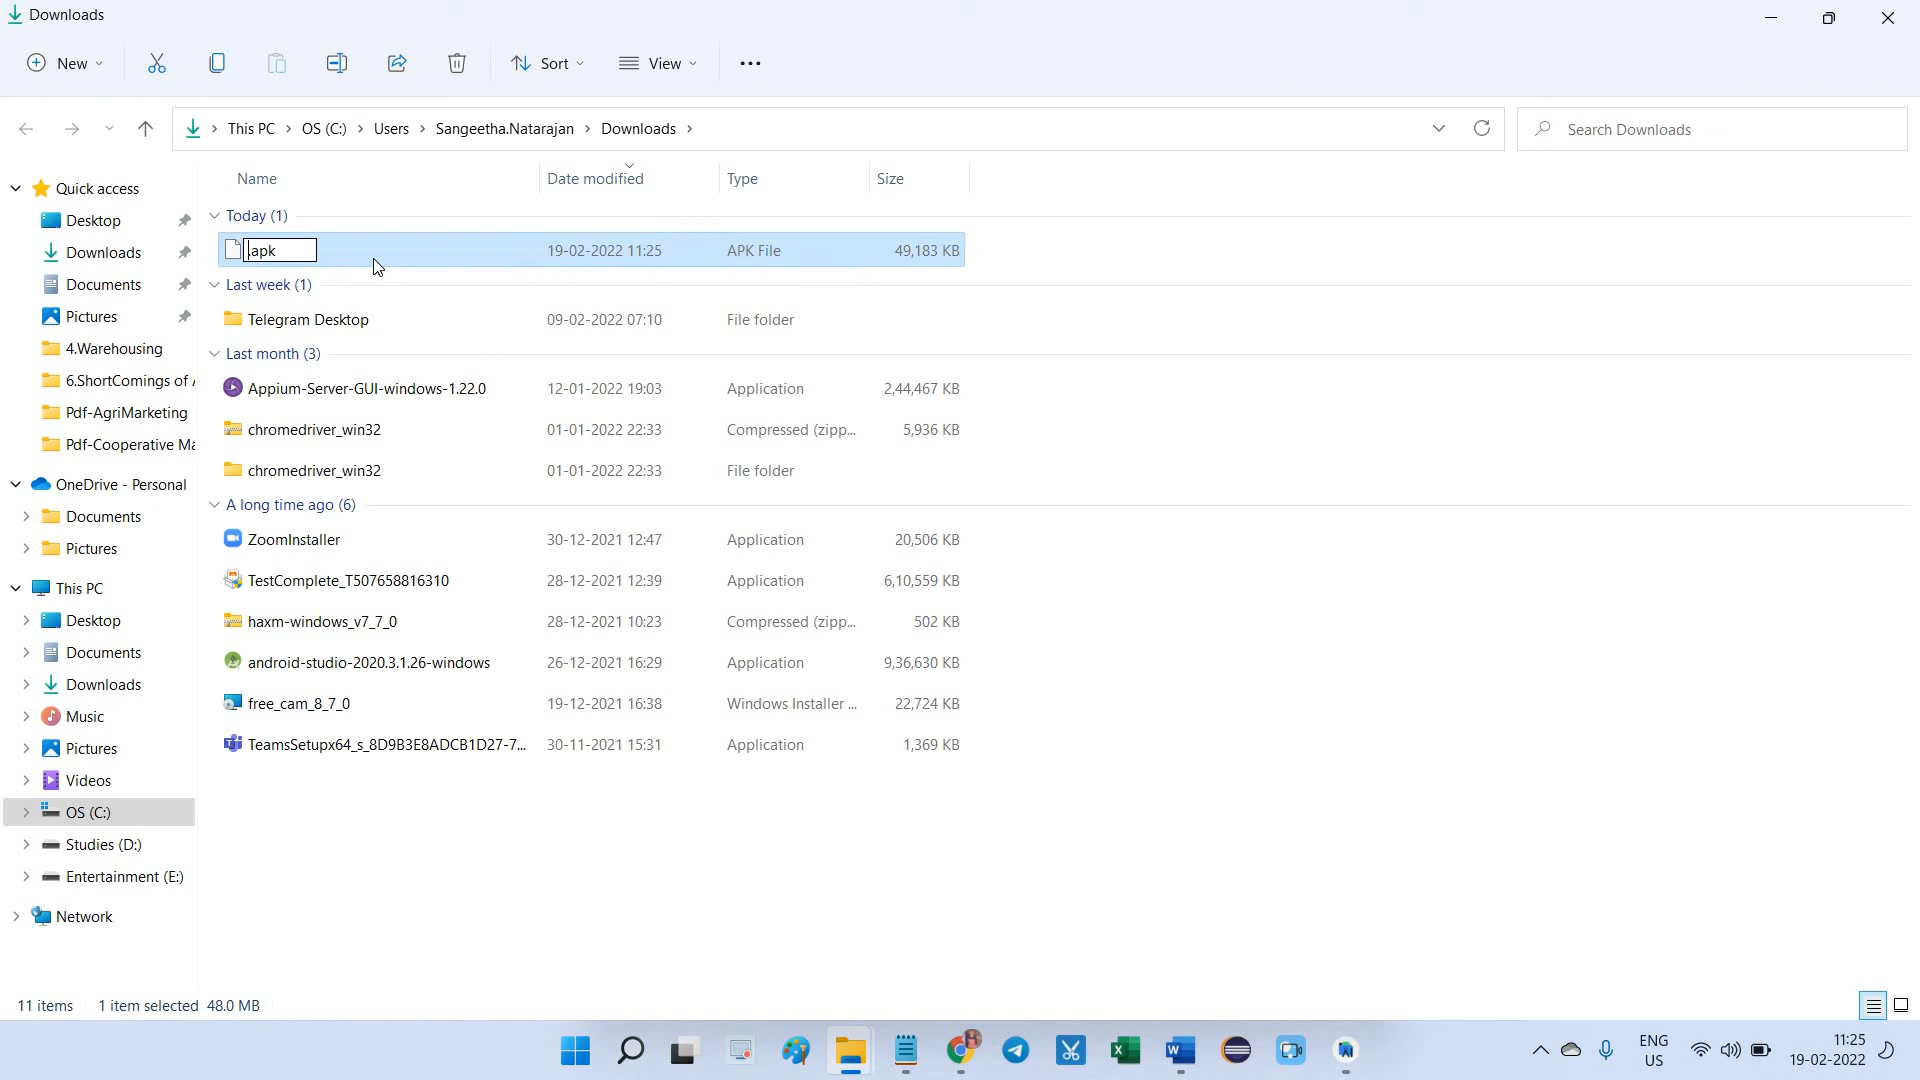 Downloads
New
Sort
View
This PC
OS (C:)
Users
Sangeetha.Natarajan
Downloads
Search Downloads
Name
Date modified
Type
Size
Quick access
Desktop
Downloads
Documents
Pictures
4.Warehousing
6.ShortComings of A
Pdf-AgriMarketing
Pdf-Cooperative Ma
OneDrive - Personal
Documents
Pictures
This PC
Desktop
Documents
Downloads
Music
Pictures
Videos
OS (C:)
Studies (D:)
Entertainment (E:)
Network
Today (1)
.apk 19-02-2022 11:25 APK File 49,183 KB
Last week (1)
Telegram Desktop 09-02-2022 07:10 File folder
Last month (3)
Appium-Server-GUI-windows-1.22.0 12-01-2022 19:03 Application 2,44,467 KB
chromedriver_win32 01-01-2022 22:33 Compressed (zipp... 5,936 KB
chromedriver_win32 01-01-2022 22:33 File folder
A long time ago (6)
ZoomInstaller 30-12-2021 12:47 Application 20,506 KB
TestComplete_T507658816310 28-12-2021 12:39 Application 6,10,559 KB
haxm-windows_v7_7_0 28-12-2021 10:23 Compressed (zipp... 502 KB
android-studio-2020.3.1.26-windows 26-12-2021 16:29 Application 9,36,630 KB
free_cam_8_7_0 19-12-2021 16:38 Windows Installer ... 22,724 KB
TeamsSetupx64_s_8D9B3E8ADCB1D27-7... 30-11-2021 15:31 Application 1,369 KB
11 items 1 item selected 48.0 MB
ENG
US
11:25
19-02-2022